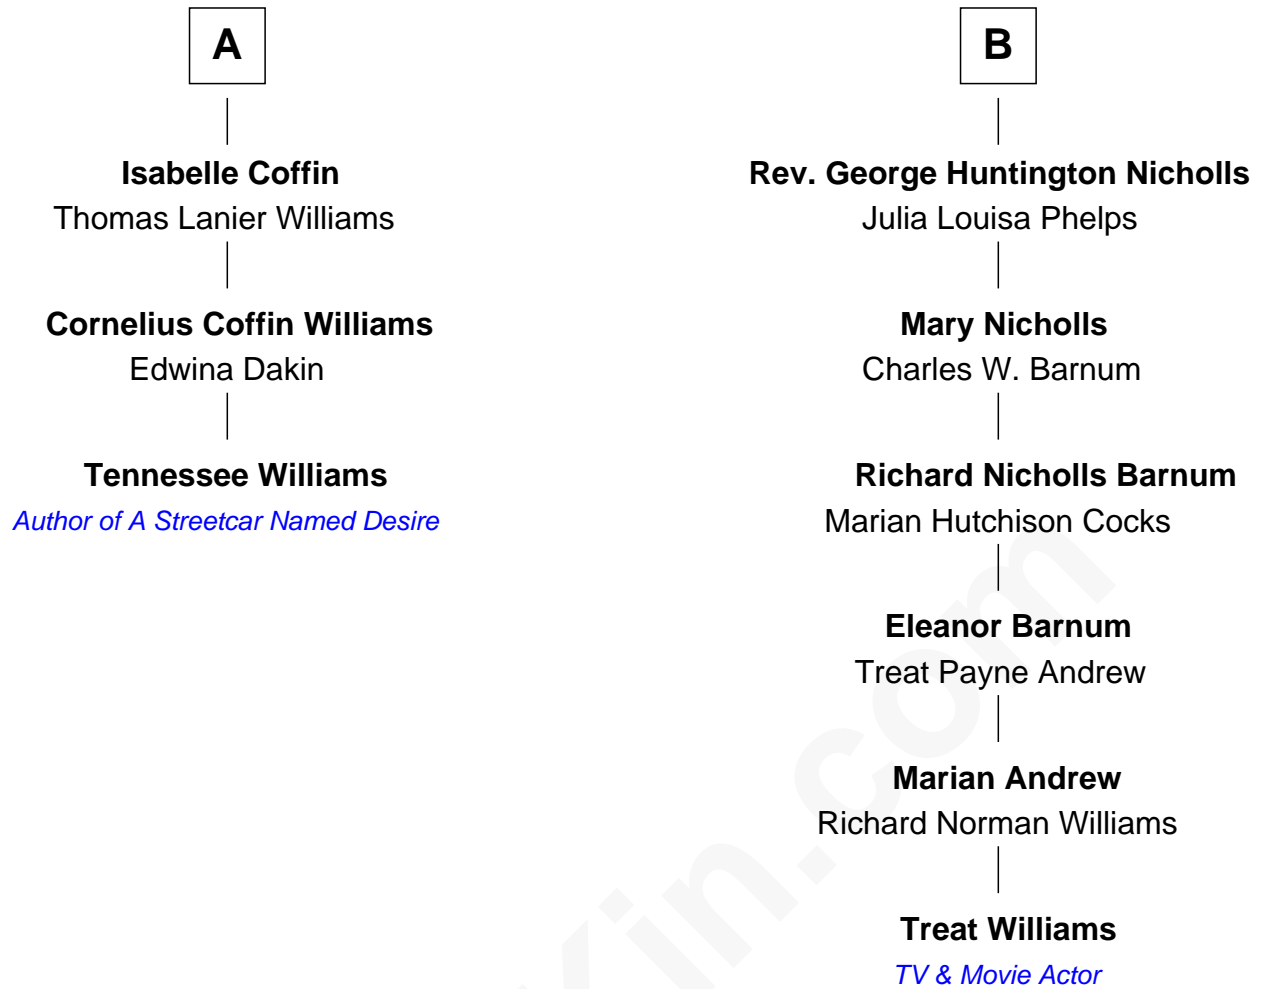 A
Isabelle Coffin
Thomas Lanier Williams
Cornelius Coffin Williams
Edwina Dakin
Tennessee Williams
Author of A Streetcar Named Desire
B
Rev. George Huntington Nicholls
Julia Louisa Phelps
Mary Nicholls
Charles W. Barnum
Richard Nicholls Barnum
Marian Hutchison Cocks
Eleanor Barnum
Treat Payne Andrew
Marian Andrew
Richard Norman Williams
Treat Williams
TV & Movie Actor
Kin.com